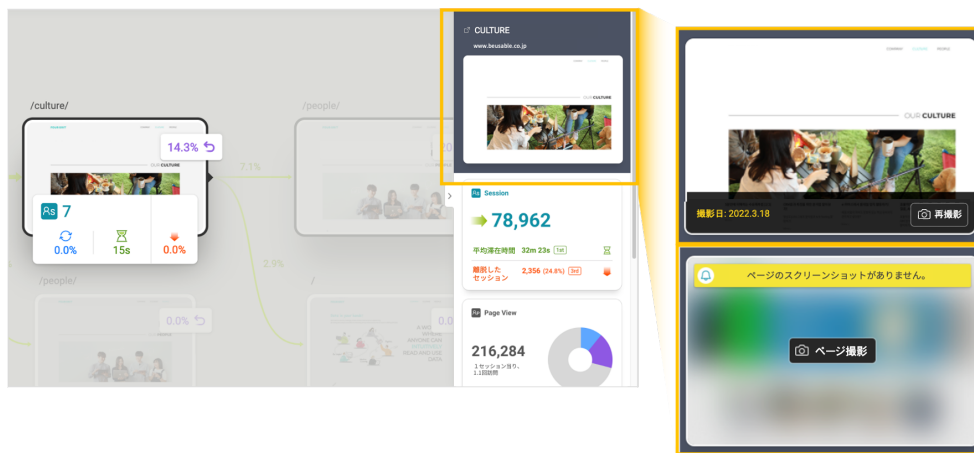 /culture/
14.3%
7
0.0%
15s
0.0%
/people/
7.1%
2.9%
/people/
0.0%
/
0.0
CULTURE
www.beusable.co.jp
OUR CULTURE
Session
78,962
平均滞在時間 32m 23s 1st
離脱した
セッション 2,356 (24.8%) 3rd
Page View
216,284
1セッション当り、
1.1回訪問
COMPANY CULTURE PEOPLE
OUR CULTURE
撮影日: 2022.3.18
再撮影
ページのスクリーンショットがありません。
ページ撮影